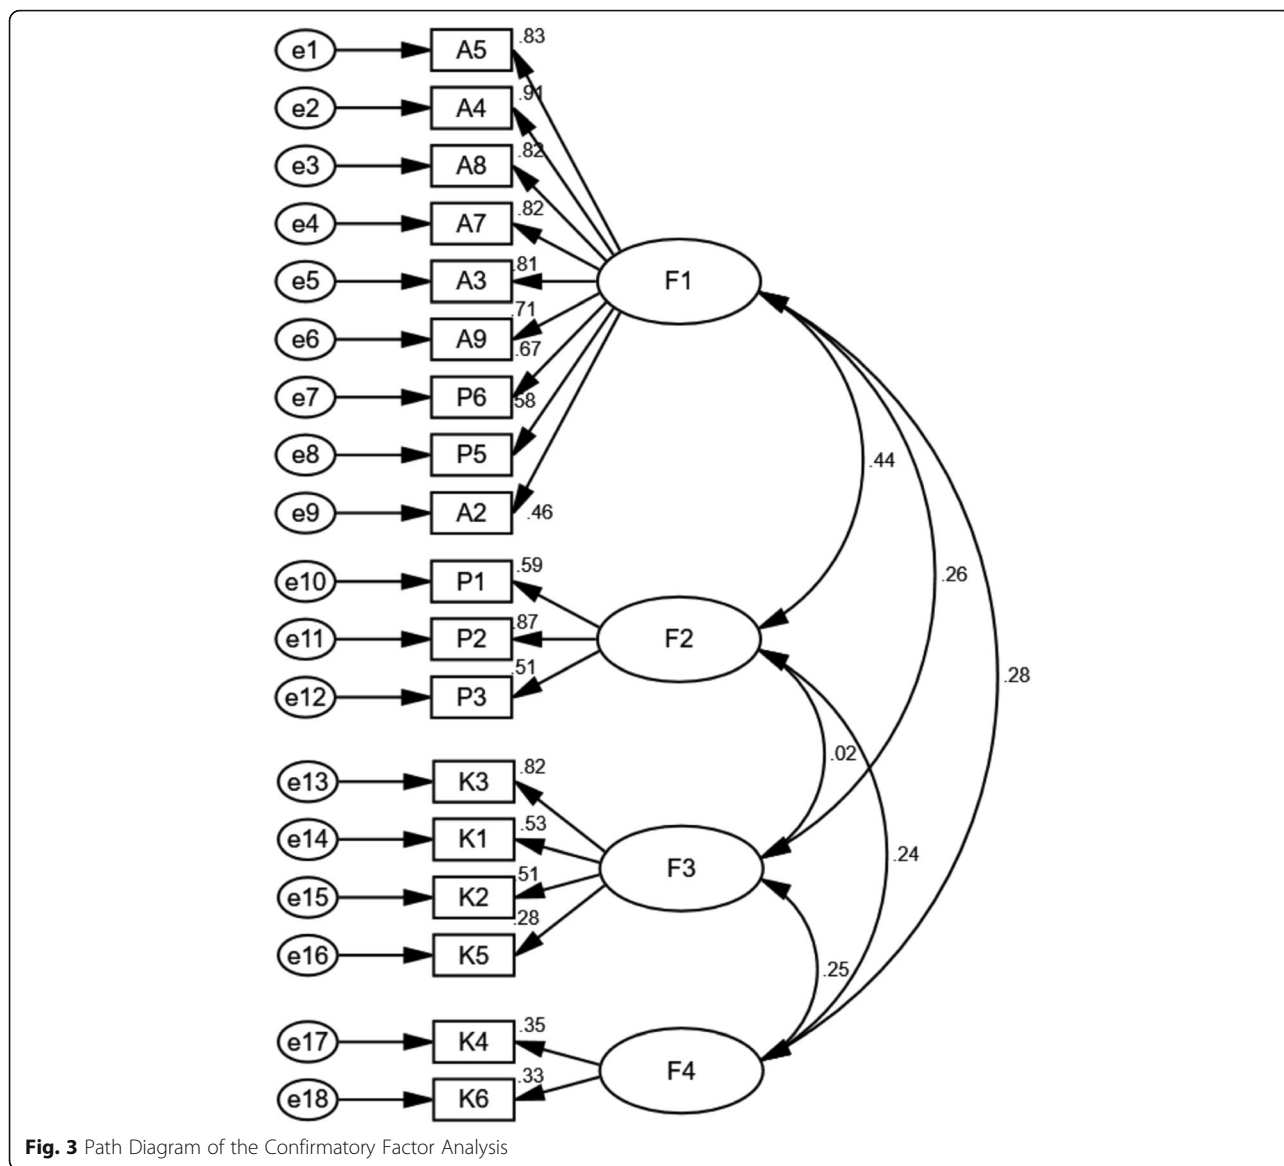 e1 A5 .83
e2 A4 .91
e3 A8 .82
e4 A7 .82
e5 A3 .81 F1
e6 A9 .71
.67
e7 P6 .58
e8 P5
.44
e9 A2 .46
e10 P1 .59
.26
e11 P2 .87 F2
e12 P3 .51
.28
.02
e13 K3 .82
e14 K1 .53
.24
F3
e15 K2 .51
e16 K5 .28
.25
e17 K4 .35
F4
e18 K6 .33
Fig. 3 Path Diagram of the Confirmatory Factor Analysis